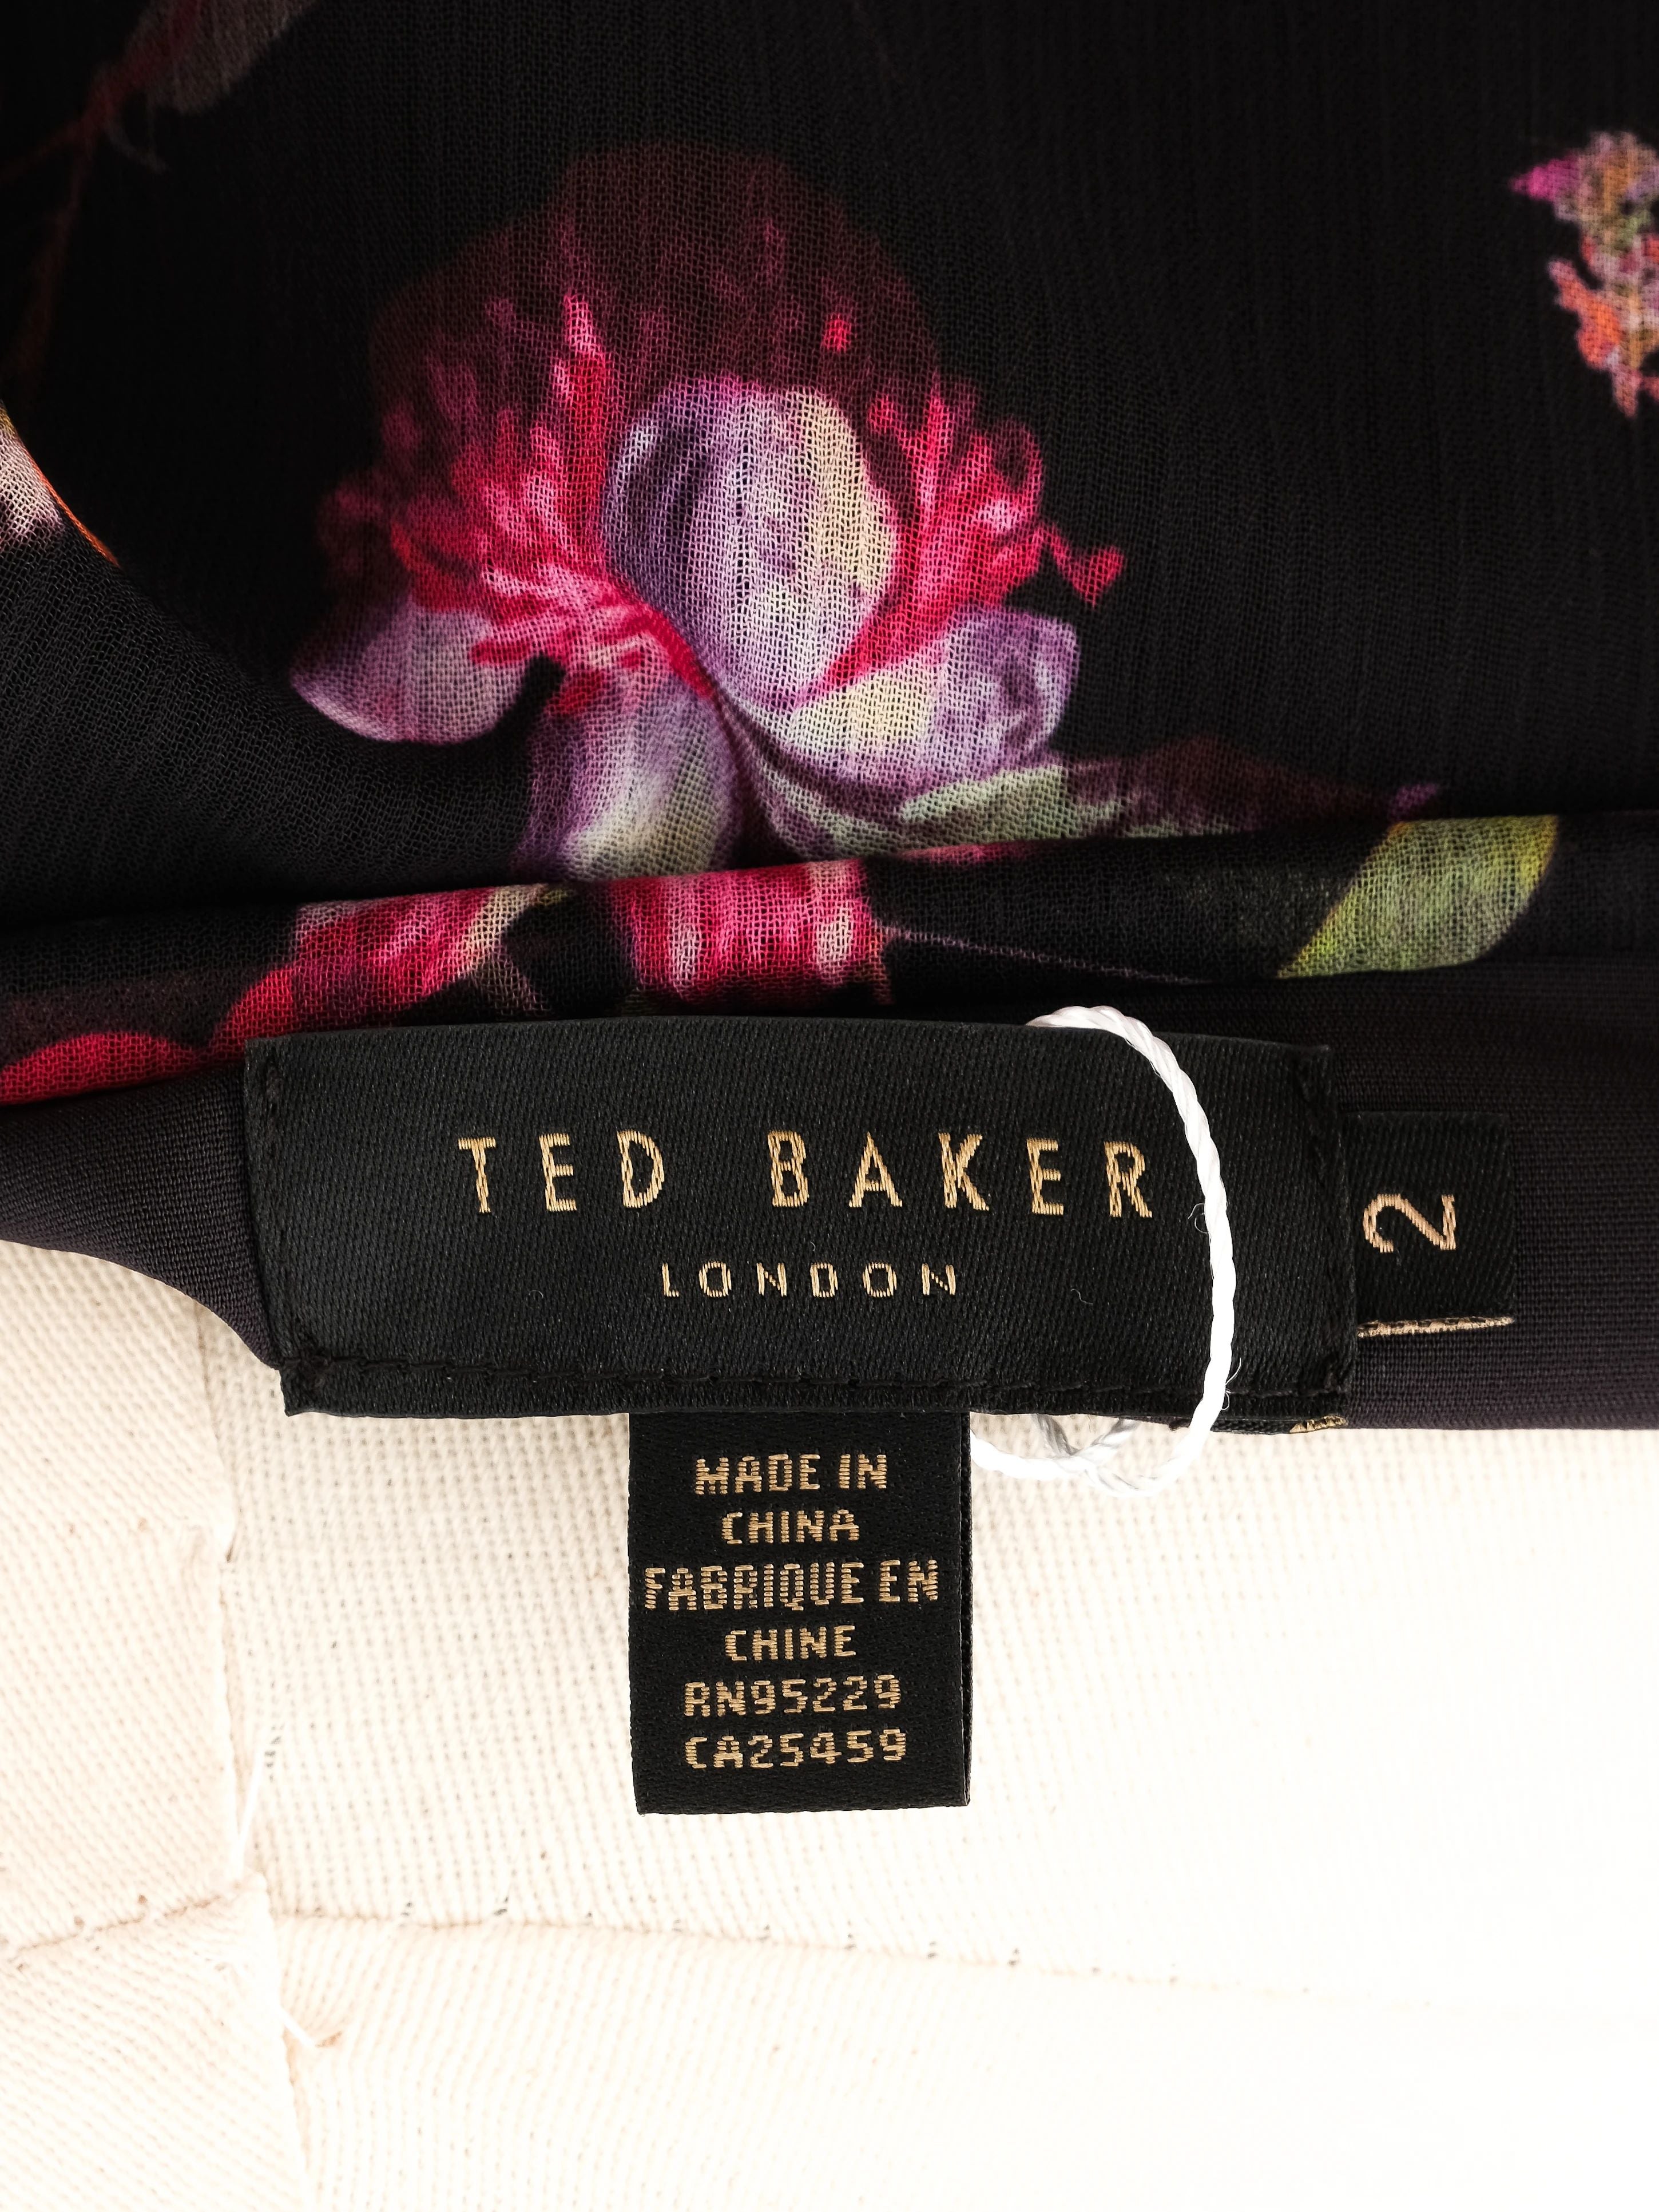 TED BAKER
LONDON
2
MADE IN
CHINA
FABRIQUE EN
CHINE
RN95229
CA25459